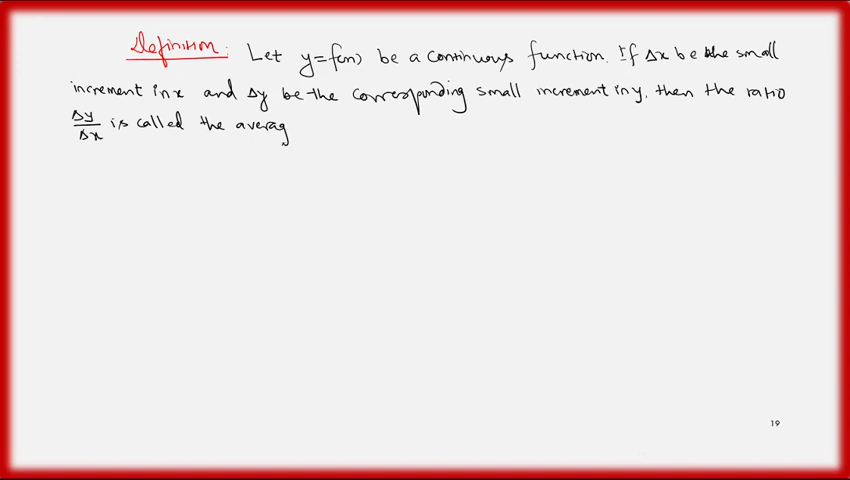 Definition: Let y=f(x) be a continuous function. If Δx be the small
increment in x and Δy be the corresponding small increment in y, then the ratio
Δy/Δx is called the averag
19